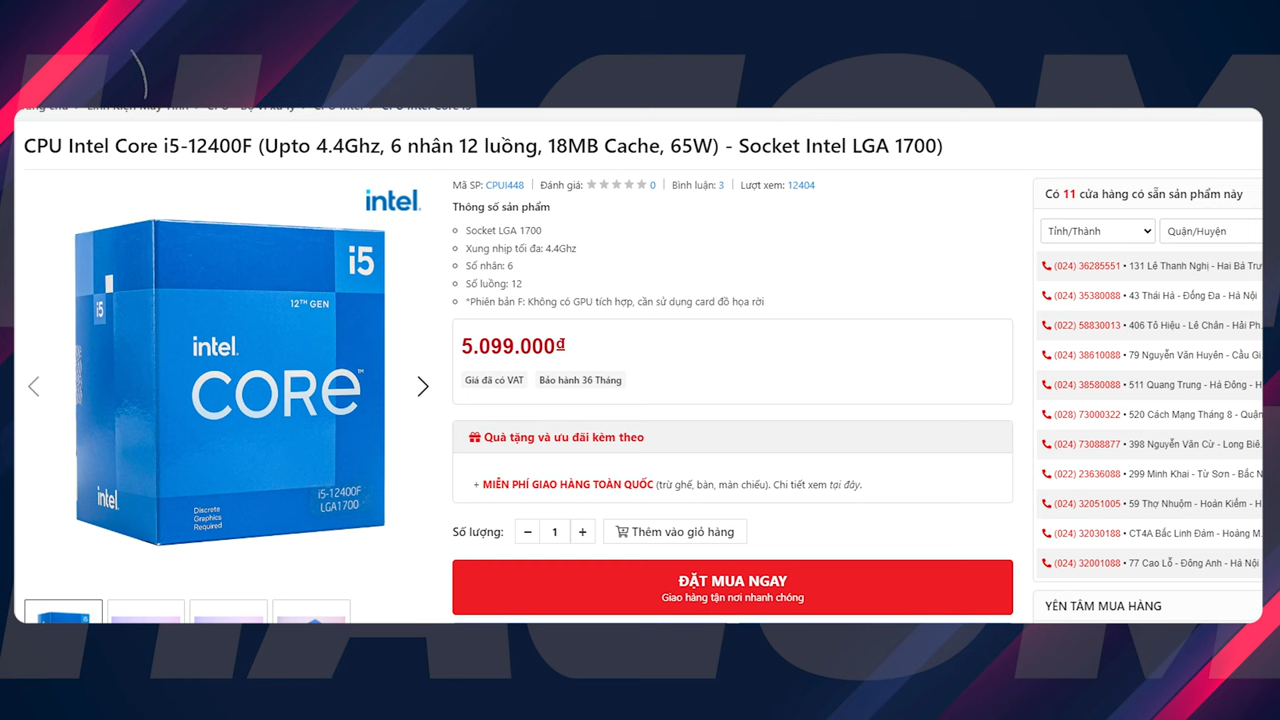 HACOM
CPU Intel Core i5-12400F (Upto 4.4Ghz, 6 nhân 12 luồng, 18MB Cache, 65W) - Socket Intel LGA 1700)
intel.
i5
i5
12TH GEN
intel.
CORE™
intel.
Discrete
Graphics
Required
i5-12400F
LGA1700
Mã SP: CPUI448
Đánh giá: 0
Bình luận: 3
Lượt xem: 12404
Thông số sản phẩm
Socket LGA 1700
Xung nhịp tối đa: 4.4Ghz
Số nhân: 6
Số luồng: 12
*Phiên bản F: Không có GPU tích hợp, cần sử dụng card đồ họa rời
5.099.000đ
Giá đã có VAT
Bảo hành 36 Tháng
Quà tặng và ưu đãi kèm theo
+ MIỄN PHÍ GIAO HÀNG TOÀN QUỐC (trừ ghế, bàn, màn chiếu). Chi tiết xem tại đây.
Số lượng: − 1 +
Thêm vào giỏ hàng
ĐẶT MUA NGAY
Giao hàng tận nơi nhanh chóng
Có 11 cửa hàng có sẵn sản phẩm này
Tỉnh/Thành
Quận/Huyện
(024) 36285551 • 131 Lê Thanh Nghị - Hai Bà Trư
(024) 35380088 • 43 Thái Hà - Đống Đa - Hà Nội
(022) 58830013 • 406 Tô Hiệu - Lê Chân - Hải Ph.
(024) 38610088 • 79 Nguyễn Văn Huyên - Cầu Gi.
(024) 38580088 • 511 Quang Trung - Hà Đông - H
(028) 73000322 • 520 Cách Mạng Tháng 8 - Quận
(024) 73088877 • 398 Nguyễn Văn Cừ - Long Biê.
(022) 23636088 • 299 Minh Khai - Từ Sơn - Bắc N
(024) 32051005 • 59 Thợ Nhuộm - Hoàn Kiếm - H
(024) 32030188 • CT4A Bắc Linh Đàm - Hoàng M.
(024) 32001088 • 77 Cao Lỗ - Đông Anh - Hà Nội
YÊN TÂM MUA HÀNG